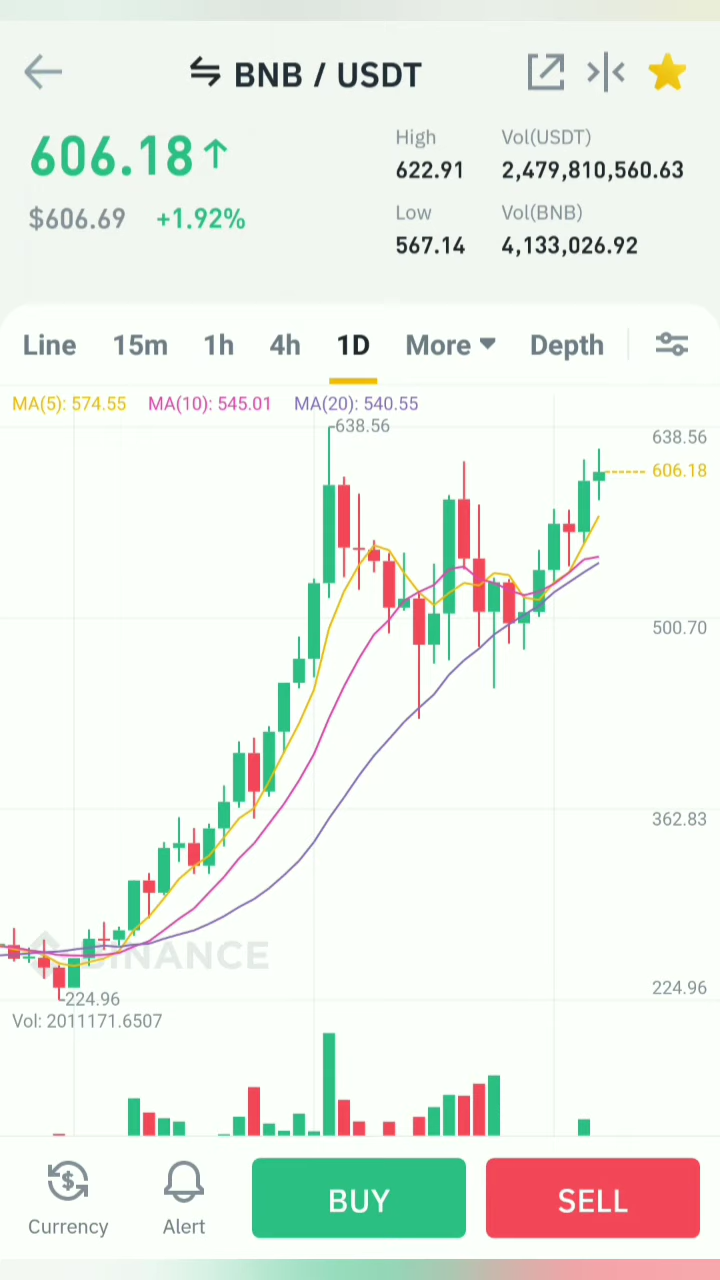 BNB / USDT
606.18
$606.69 +1.92%
High
622.91
Vol(USDT)
2,479,810,560.63
Low
567.14
Vol(BNB)
4,133,026.92
Line 15m 1h 4h 1D More Depth
MA(5): 574.55 MA(10): 545.01 MA(20): 540.55
638.56
638.56
606.18
500.70
362.83
BINANCE
224.96
224.96
Vol: 2011171.6507
Currency
Alert
BUY
SELL